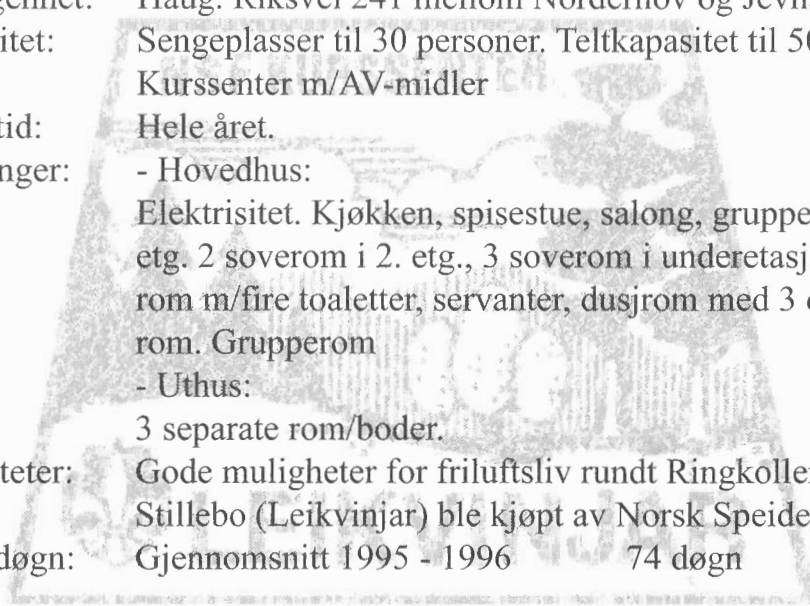 gennet: Haug. Riksvei 241 mellom Norderhov og Jevn
itet: Sengeplasser til 30 personer. Teltkapasitet til 50
Kurssenter m/AV-midler
tid: Hele året.
nger: - Hovedhus:
Elektrisitet. Kjøkken, spisestue, salong, gruppe
etg. 2 soverom i 2. etg., 3 soverom i underetasj
rom m/fire toaletter, servanter, dusjrom med 3
rom. Grupperom
- Uthus:
3 separate rom/boder.
teter: Gode muligheter for friluftsliv rundt Ringkolle
Stillebo (Leikvinjar) ble kjøpt av Norsk Speide
døgn: Gjennomsnitt 1995 - 1996 74 døgn
LEIKVINJAR